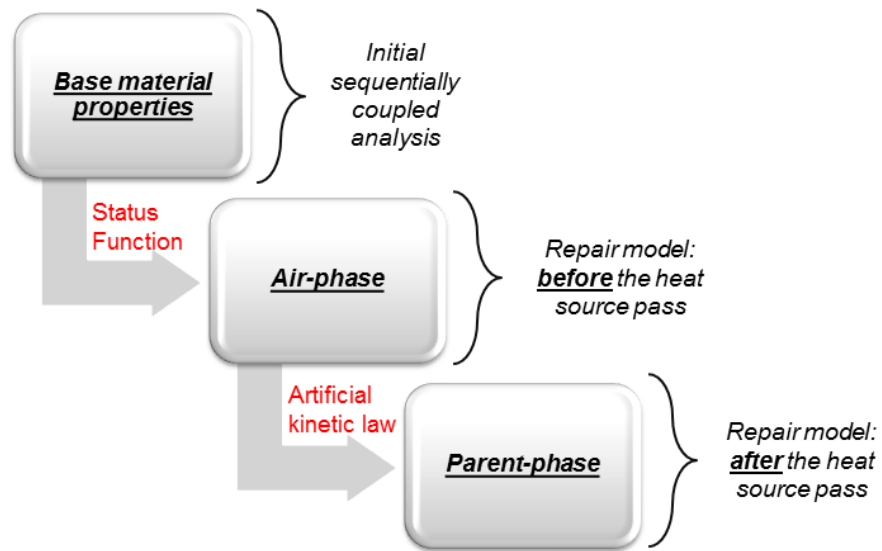 Base material
properties
Initial
sequentially
coupled
analysis
Status
Function
Air-phase
Repair model:
before the heat
source pass
Artificial
kinetic law
Parent-phase
Repair model:
after the heat
source pass